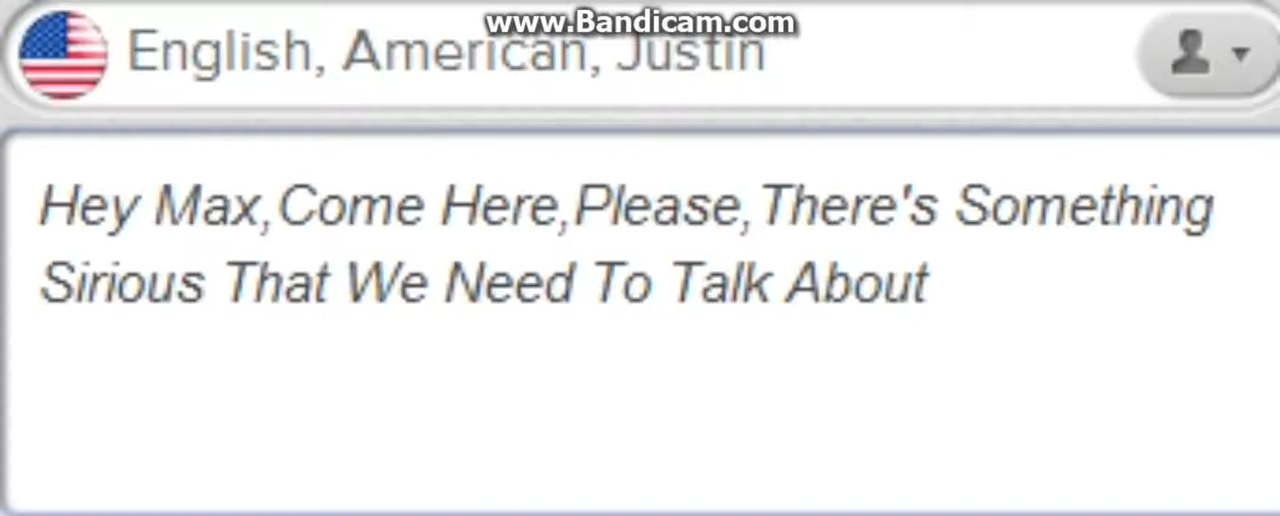 www.Bandicam.com
English, American, Justin
Hey Max,Come Here,Please,There's Something
Sirious That We Need To Talk About